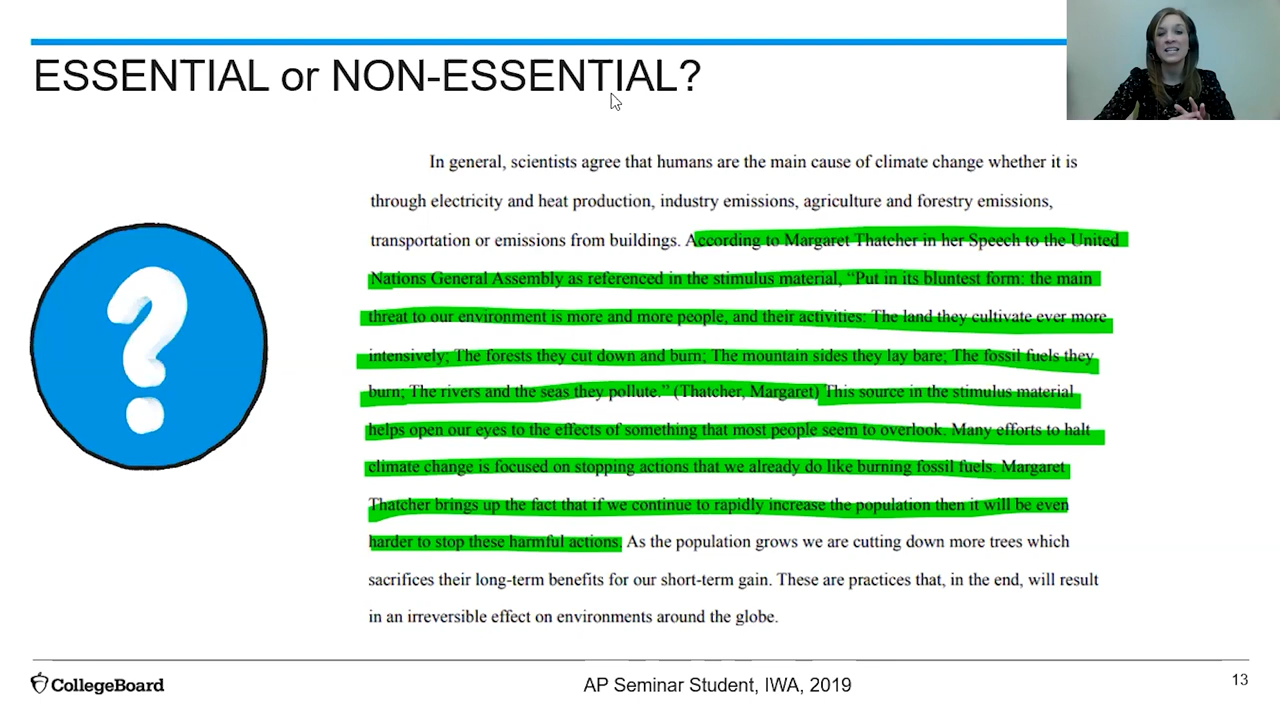 ESSENTIAL or NON-ESSENTIAL?
In general, scientists agree that humans are the main cause of climate change whether it is
through electricity and heat production, industry emissions, agriculture and forestry emissions,
transportation or emissions from buildings. According to Margaret Thatcher in her Speech to the United
Nations General Assembly as referenced in the stimulus material, “Put in its bluntest form: the main
threat to our environment is more and more people, and their activities: The land they cultivate ever more
intensively; The forests they cut down and burn; The mountain sides they lay bare; The fossil fuels they
burn; The rivers and the seas they pollute.” (Thatcher, Margaret) This source in the stimulus material
helps open our eyes to the effects of something that most people seem to overlook. Many efforts to halt
climate change is focused on stopping actions that we already do like burning fossil fuels. Margaret
Thatcher brings up the fact that if we continue to rapidly increase the population then it will be even
harder to stop these harmful actions. As the population grows we are cutting down more trees which
sacrifices their long-term benefits for our short-term gain. These are practices that, in the end, will result
in an irreversible effect on environments around the globe.
CollegeBoard
AP Seminar Student, IWA, 2019
13